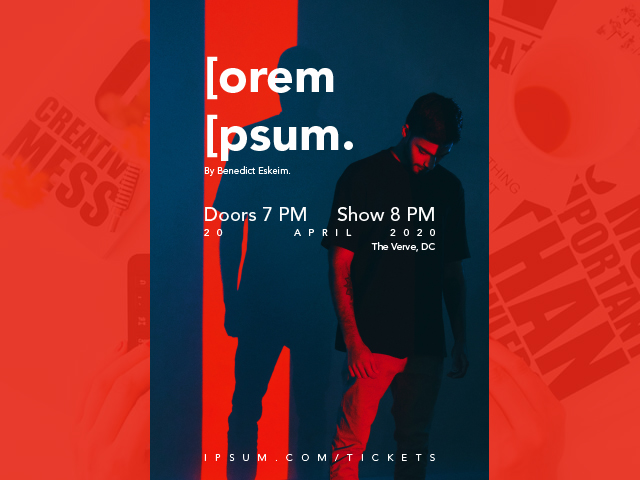 [orem
[psum.
By Benedict Eskeim.
Doors 7 PM Show 8 PM
20 APRIL 2020
The Verve, DC
IPSUM.COM/TICKETS
CREATIVE
MESS